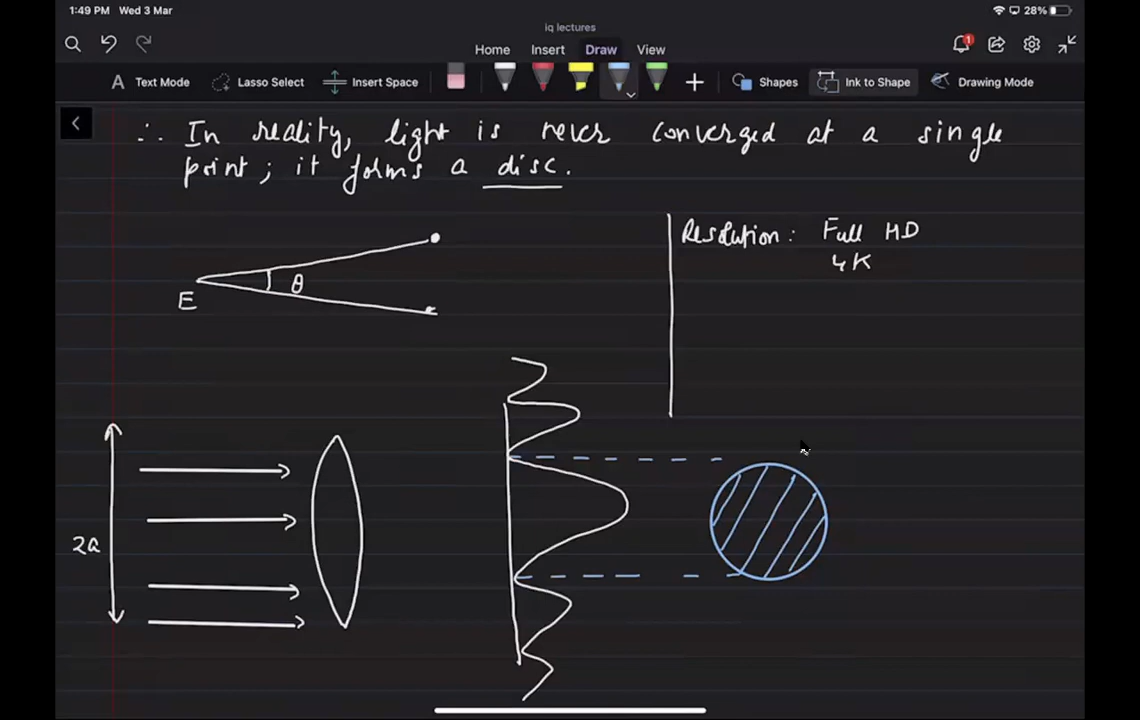 1:49 PM Wed 3 Mar
28%
iq lectures
Home Insert Draw View
1
Text Mode Lasso Select Insert Space Shapes Ink to Shape Drawing Mode
∴ In reality, light is never converged at a single
point; it forms a disc.
Resolution: Full HD
4K
θ
E
2a